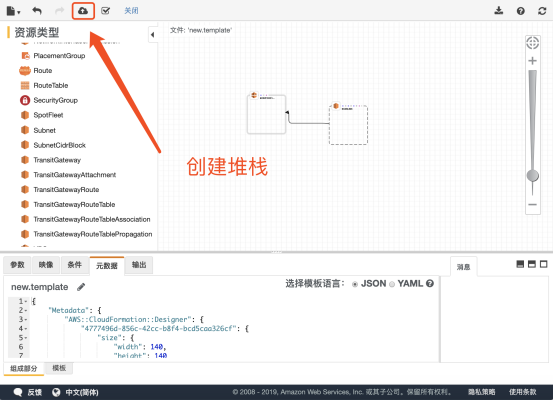 关闭
资源类型
文件: 'new.template'
PlacementGroup
Route
RouteTable
SecurityGroup
SpotFleet
Subnet
SubnetCidrBlock
TransitGateway
TransitGatewayAttachment
TransitGatewayRoute
TransitGatewayRouteTable
TransitGatewayRouteTableAssociation
TransitGatewayRouteTablePropagation
创建堆栈
参数 映像 条件 元数据 输出
消息
new.template
选择模板语言: JSON YAML
1 {
2 "Metadata": {
3 "AWS::CloudFormation::Designer": {
4 "4777496d-856c-42cc-b8f4-bcd5caa326cf": {
5 "size": {
6 "width": 140,
7 "height": 140
组成部分 模板
反馈 中文(简体)
© 2008 - 2019, Amazon Web Services, Inc. 或其子公司。保留所有权利。 隐私策略 使用条款